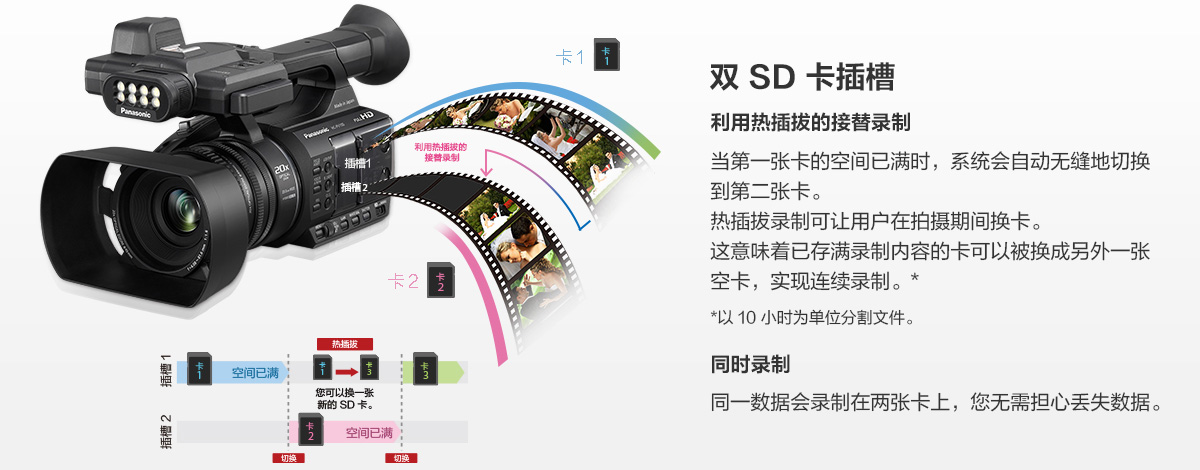 卡1
卡
1
Panasonic
Panasonic
FULL HD
20x
插槽1
插槽2
利用热插拔的
接替录制
卡2
卡
2
热插拔
插槽 1
卡
1
空间已满
卡
1
卡
3
卡
3
您可以换一张
新的 SD 卡。
插槽 2
卡
2
空间已满
切换
切换
双 SD 卡插槽
利用热插拔的接替录制
当第一张卡的空间已满时，系统会自动无缝地切换
到第二张卡。
热插拔录制可让用户在拍摄期间换卡。
这意味着已存满录制内容的卡可以被换成另外一张
空卡，实现连续录制。*
*以 10 小时为单位分割文件。
同时录制
同一数据会录制在两张卡上，您无需担心丢失数据。